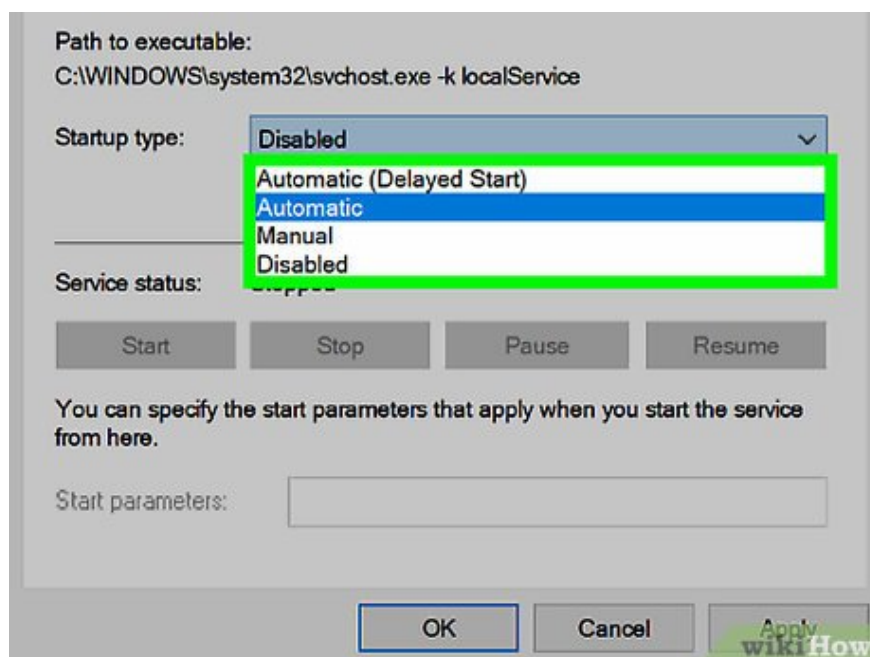 Path to executable:
C:\WINDOWS\system32\svchost.exe -k localService
Startup type: Disabled
Automatic (Delayed Start)
Automatic
Manual
Disabled
Service status: Stopped
Start Stop Pause Resume
You can specify the start parameters that apply when you start the service
from here.
Start parameters:
OK Cancel Apply
wikiHow